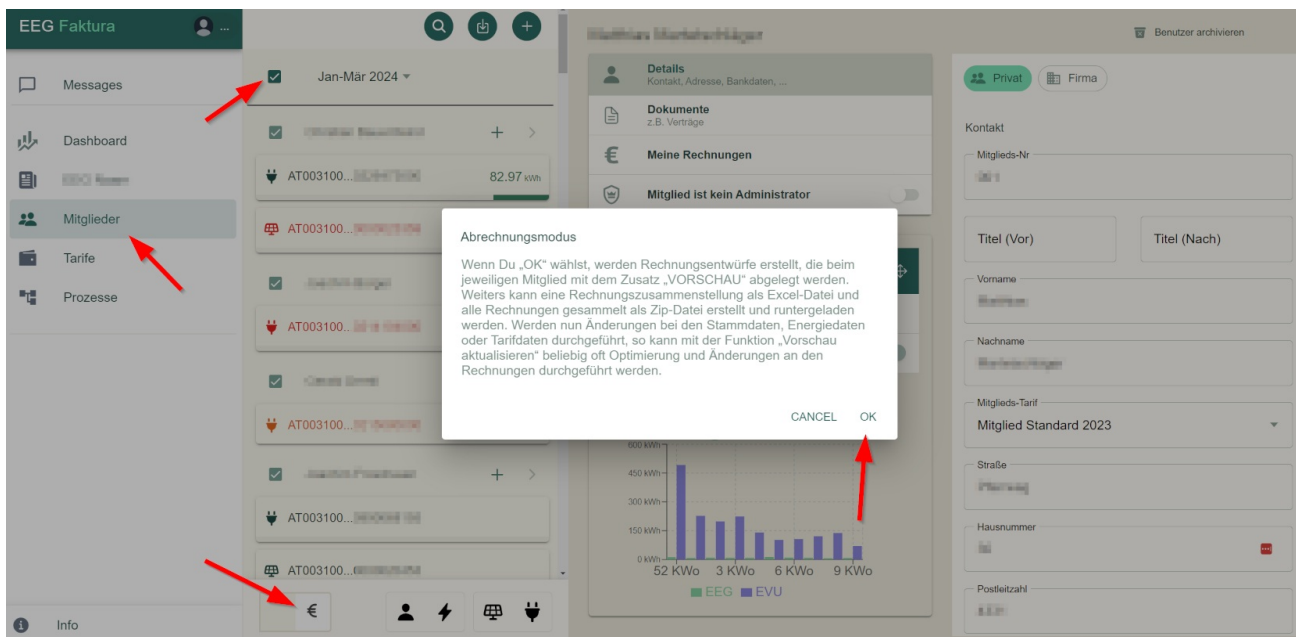 EEG Faktura
...
Messages
Dashboard
Mitglieder
Tarife
Prozesse
Info
Jan-Mär 2024
AT003100...
82.97 kWh
AT003100...
AT003100...
AT003100...
AT003100...
AT003100...
€
Benutzer archivieren
Details
Kontakt, Adresse, Bankdaten, ...
Dokumente
z.B. Verträge
€ Meine Rechnungen
Mitglied ist kein Administrator
Abrechnungsmodus
Wenn Du „OK“ wählst, werden Rechnungsentwürfe erstellt, die beim
jeweiligen Mitglied mit dem Zusatz „VORSCHAU“ abgelegt werden.
Weiters kann eine Rechnungszusammenstellung als Excel-Datei und
alle Rechnungen gesammelt als Zip-Datei erstellt und runtergeladen
werden. Werden nun Änderungen bei den Stammdaten, Energiedaten
oder Tarifdaten durchgeführt, so kann mit der Funktion „Vorschau
aktualisieren“ beliebig oft Optimierung und Änderungen an den
Rechnungen durchgeführt werden.
CANCEL OK
600 kWh
450 kWh
300 kWh
150 kWh
0 kWh
52 KWo 3 KWo 6 KWo 9 KWo
EEG EVU
Privat Firma
Kontakt
Mitglieds-Nr
Titel (Vor) Titel (Nach)
Vorname
Nachname
Mitglieds-Tarif
Mitglied Standard 2023
Straße
Hausnummer
Postleitzahl